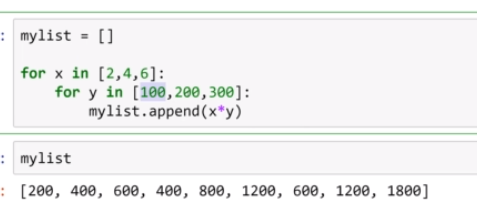 : mylist = []
for x in [2,4,6]:
for y in [100,200,300]:
mylist.append(x*y)
: mylist
: [200, 400, 600, 400, 800, 1200, 600, 1200, 1800]